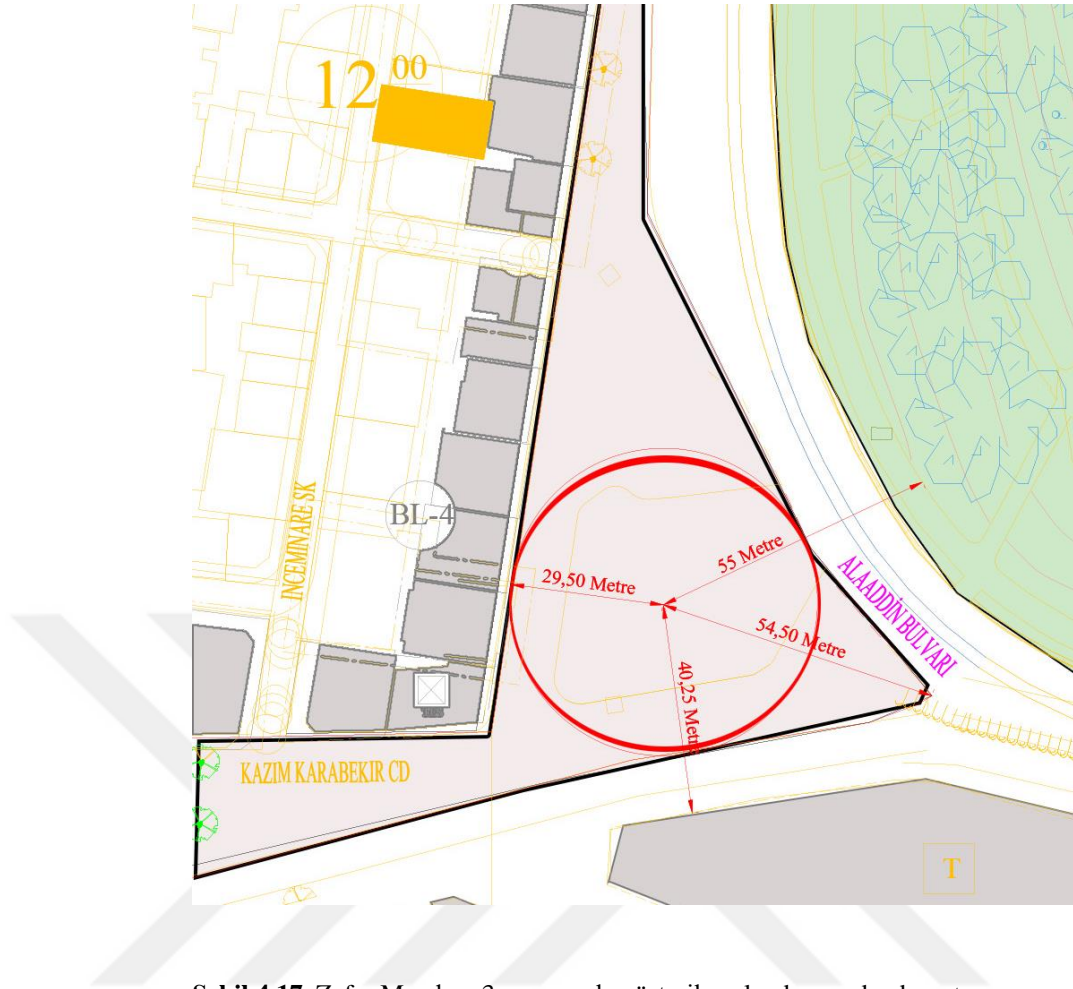 12 00
BL-4
INCEMINARE SK
29,50 Metre
55 Metre
54,50 Metre
40,25 Metre
ALAADDİN BULVARI
KAZIM KARABEKIR CD
T